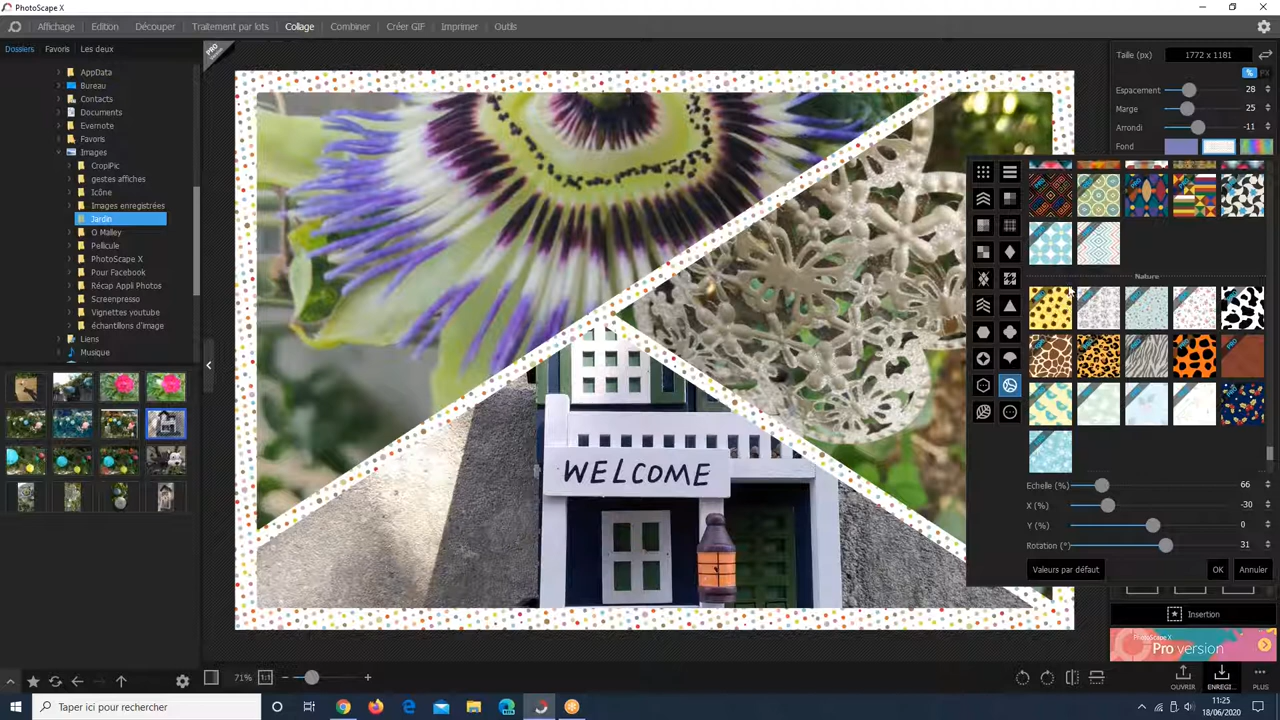 PhotoScape X
Affichage Edition Découper Traitement par lots Collage Combiner Créer GIF Imprimer Outils
Dossiers Favoris Les deux
PRO
AppData
Bureau
Contacts
Documents
Evernote
Favoris
Images
CropiPic
gestes affiches
Icône
Images enregistrées
Jardin
O Malley
Pellicule
PhotoScape X
Pour Facebook
Récap Appli Photos
Screenpresso
Vignettes youtube
échantillons d'image
Liens
Musique
WELCOME
Taille (px) 1772 x 1181
% PX
Espacement 28
Marge 25
Arrondi -11
Fond
Nature
Echelle (%) 66
X (%) -30
Y (%) 0
Rotation (°) 31
Valeurs par défaut OK Annuler
Insertion
PhotoScape X
Pro version
71% 1:1
OUVRIR ENREGI... PLUS
Taper ici pour rechercher
11:25
18/06/2020